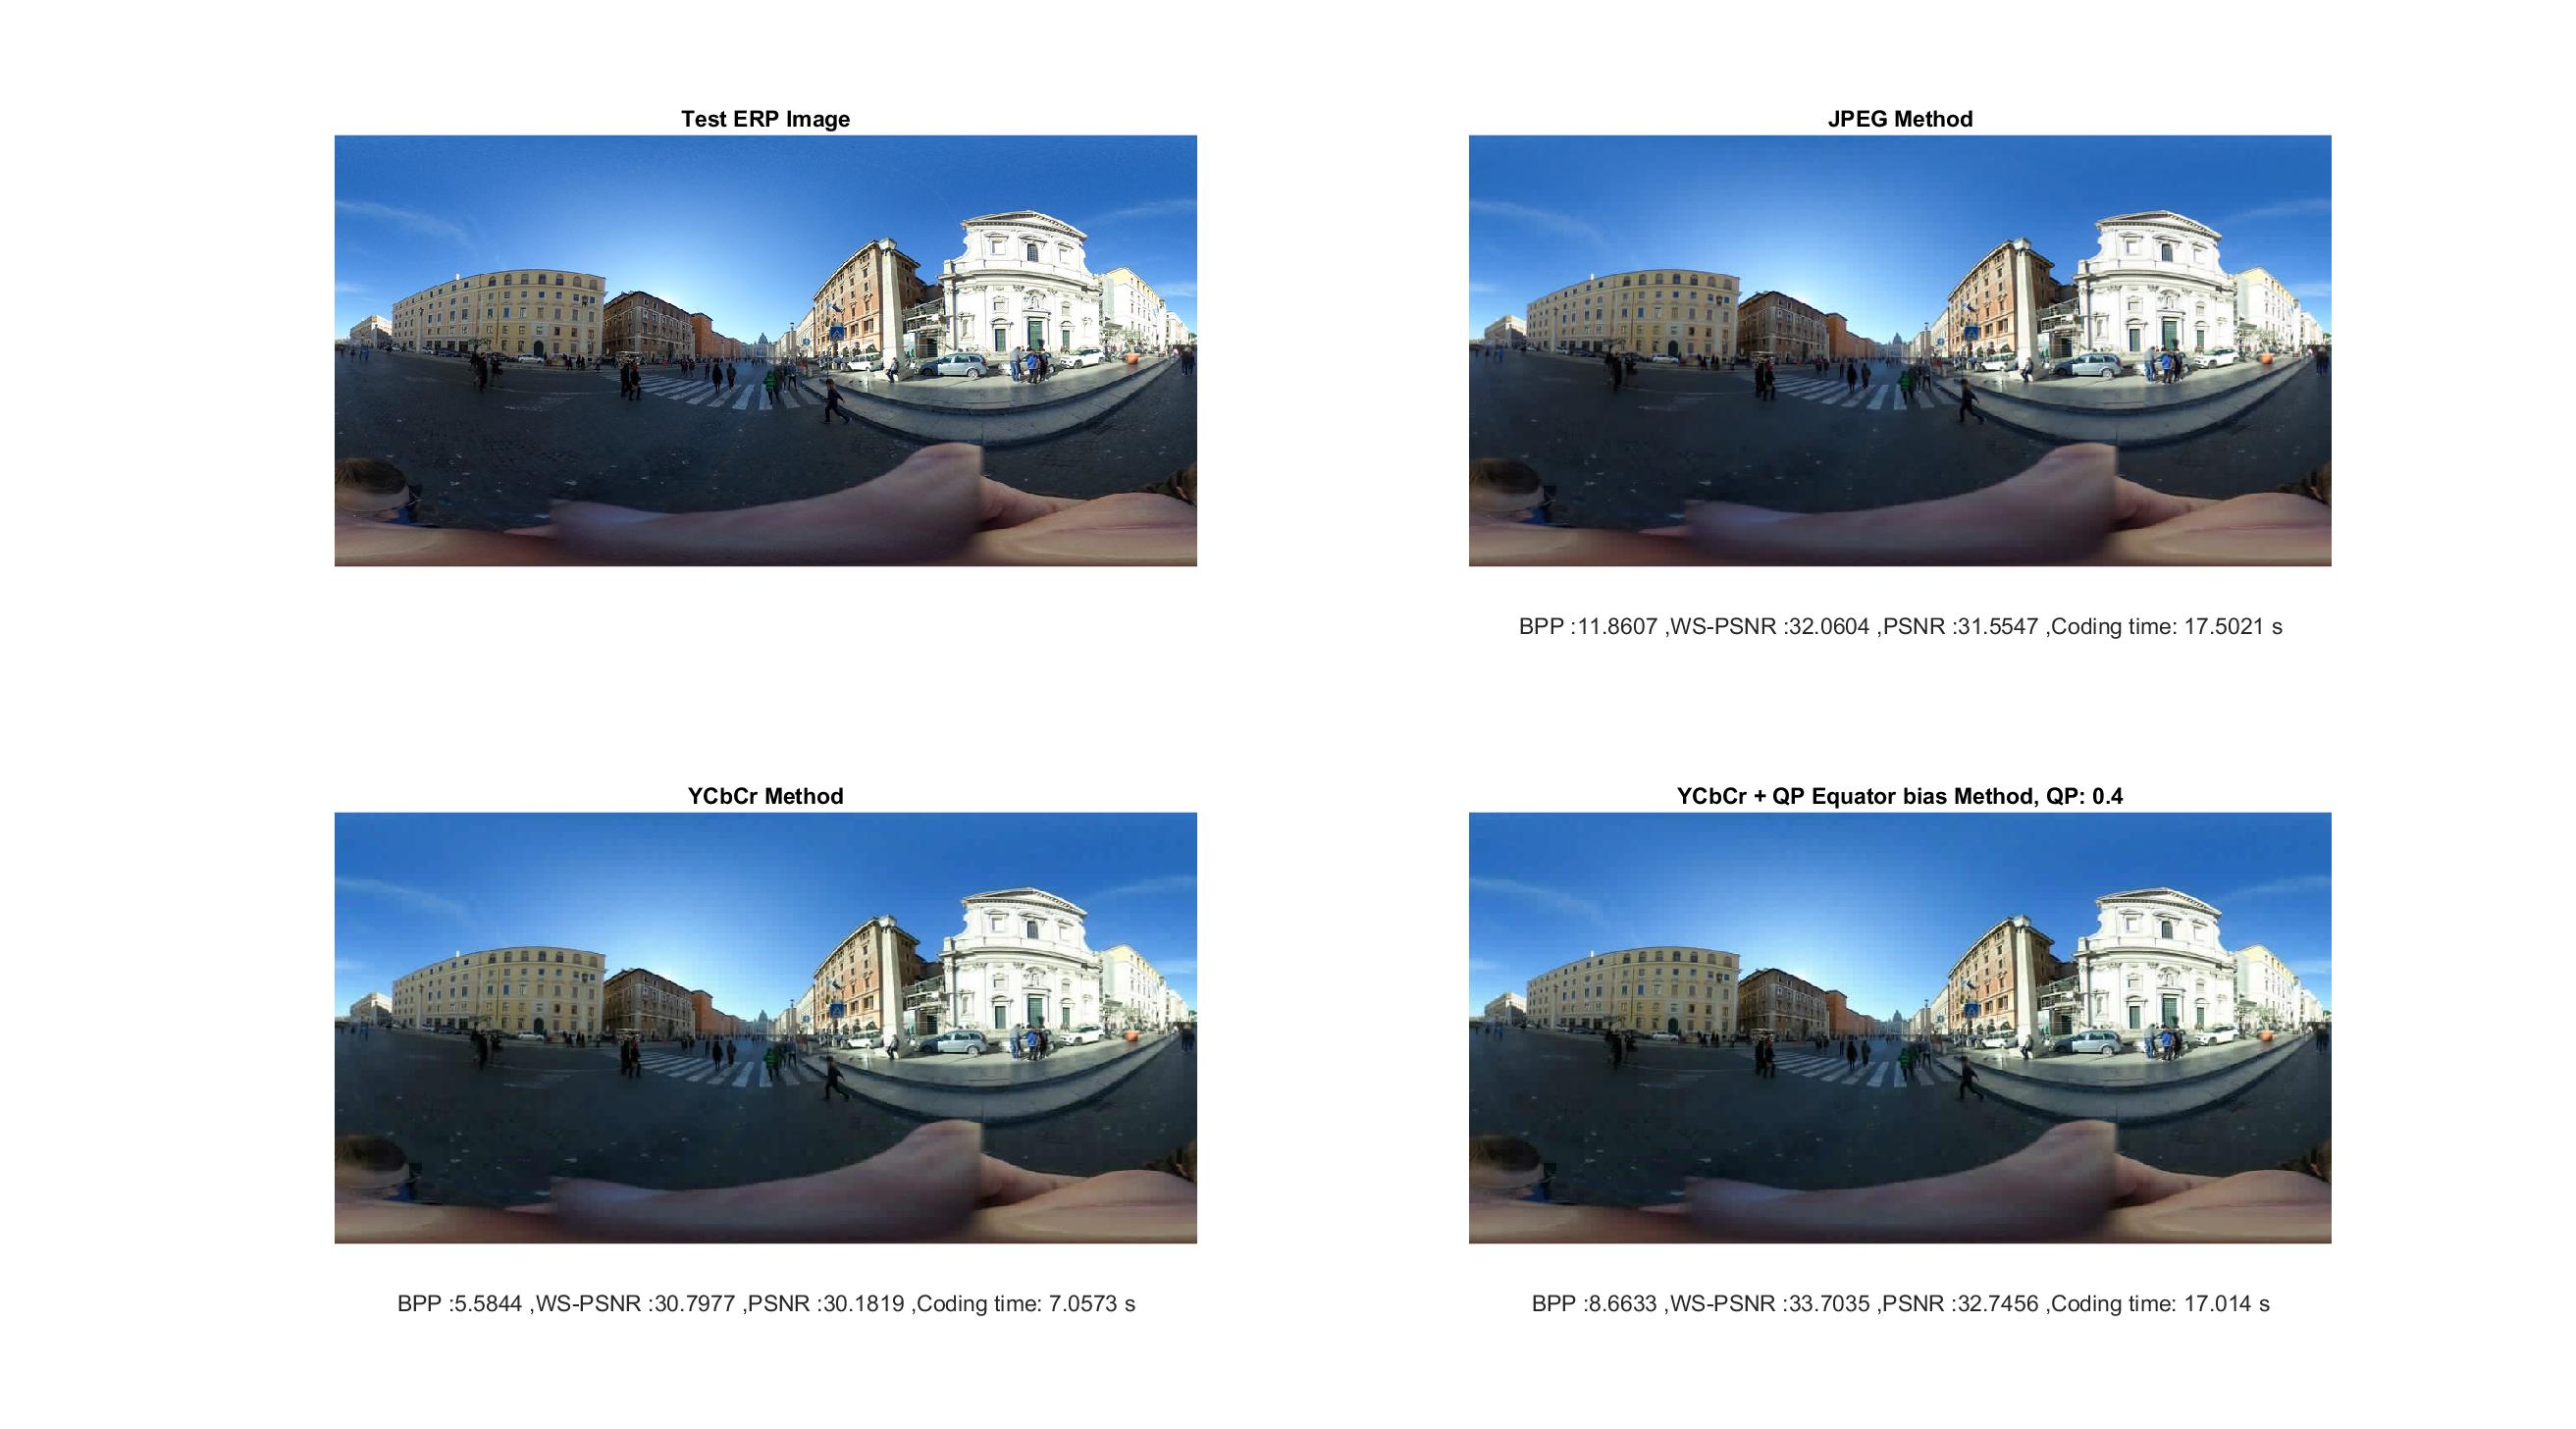 Test ERP Image
JPEG Method
BPP :11.8607 ,WS-PSNR :32.0604 ,PSNR :31.5547 ,Coding time: 17.5021 s
YCbCr Method
YCbCr + QP Equator bias Method, QP: 0.4
BPP :5.5844 ,WS-PSNR :30.7977 ,PSNR :30.1819 ,Coding time: 7.0573 s
BPP :8.6633 ,WS-PSNR :33.7035 ,PSNR :32.7456 ,Coding time: 17.014 s